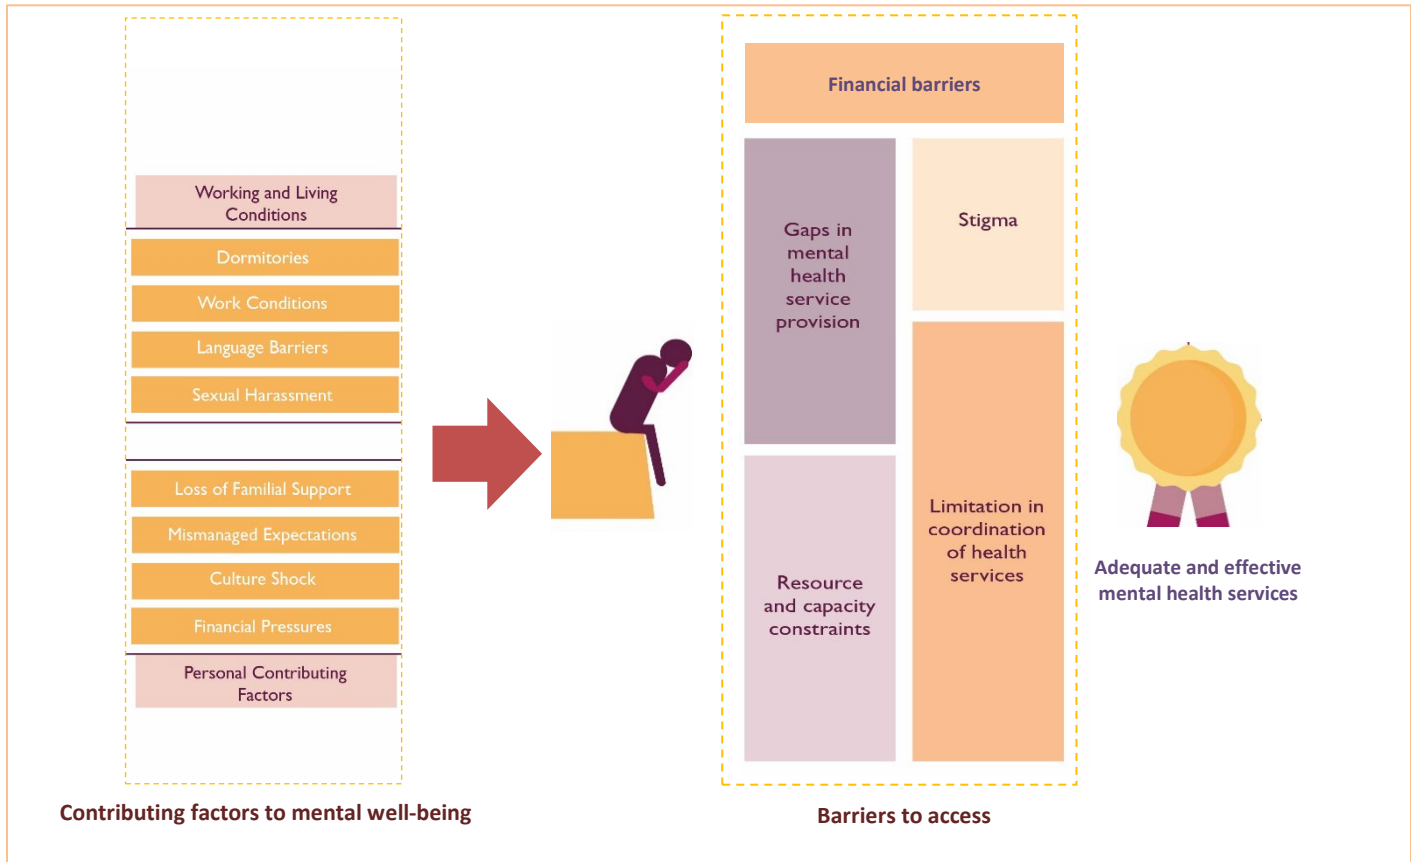 Working and Living
Conditions
Dormitories
Work Conditions
Language Barriers
Sexual Harassment
Loss of Familial Support
Mismanaged Expectations
Culture Shock
Financial Pressures
Personal Contributing
Factors
Contributing factors to mental well-being
Financial barriers
Gaps in
mental
health
service
provision
Stigma
Resource
and capacity
constraints
Limitation in
coordination
of health
services
Barriers to access
Adequate and effective
mental health services